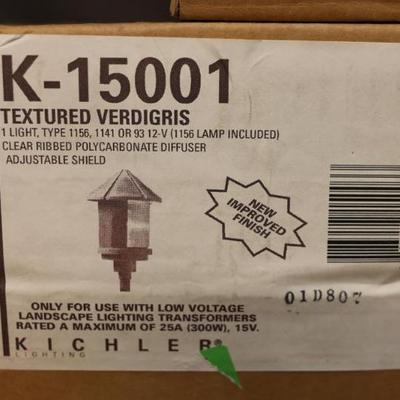 K-15001
TEXTURED VERDIGRIS
1 LIGHT, TYPE 1156, 1141 OR 93 12-V (1156 LAMP INCLUDED)
CLEAR RIBBED POLYCARBONATE DIFFUSER
ADJUSTABLE SHIELD
NEW
IMPROVED
FINISH
01D807
ONLY FOR USE WITH LOW VOLTAGE
LANDSCAPE LIGHTING TRANSFORMERS
RATED A MAXIMUM OF 25A (300W), 15V.
KICHLER®
LIGHTING